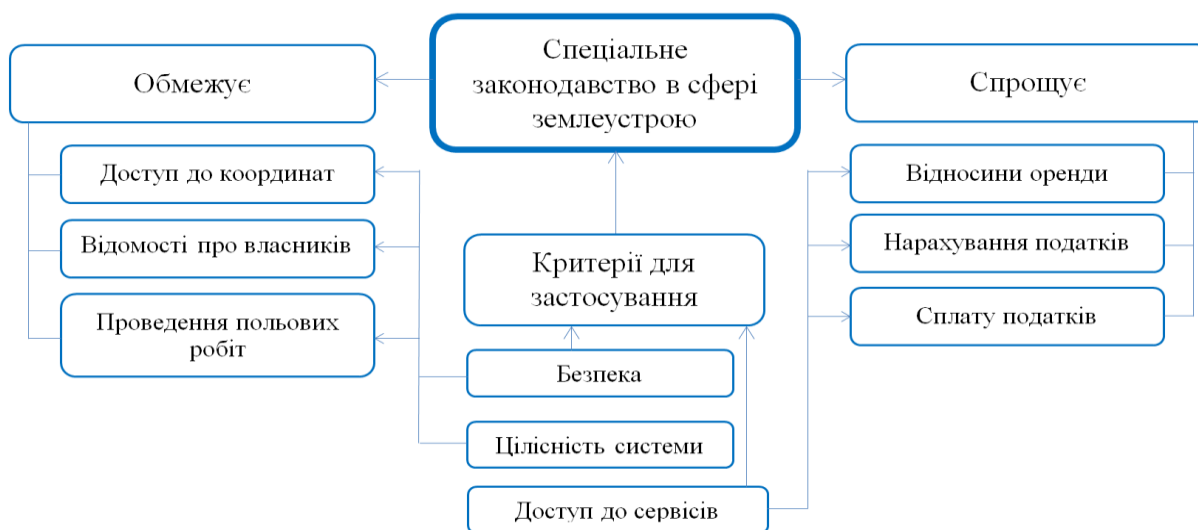 Спеціальне
законодавство в сфері
землеустрою
Обмежує
Спрощує
Доступ до координат
Відомості про власників
Проведення польових
робіт
Критерії для
застосування
Безпека
Цілісність системи
Доступ до сервісів
Відносини оренди
Нарахування податків
Сплату податків